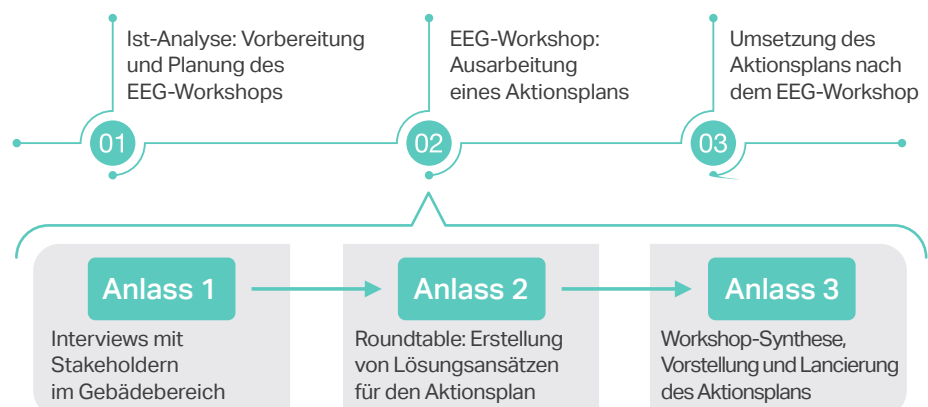 Ist-Analyse: Vorbereitung
und Planung des
EEG-Workshops
EEG-Workshop:
Ausarbeitung
eines Aktionsplans
Umsetzung des
Aktionsplans nach
dem EEG-Workshop
01
02
03
Anlass 1
Anlass 2
Anlass 3
Interviews mit
Stakeholdern
im Gebädebereich
Roundtable: Erstellung
von Lösungsansätzen
für den Aktionsplan
Workshop-Synthese,
Vorstellung und Lancierung
des Aktionsplans